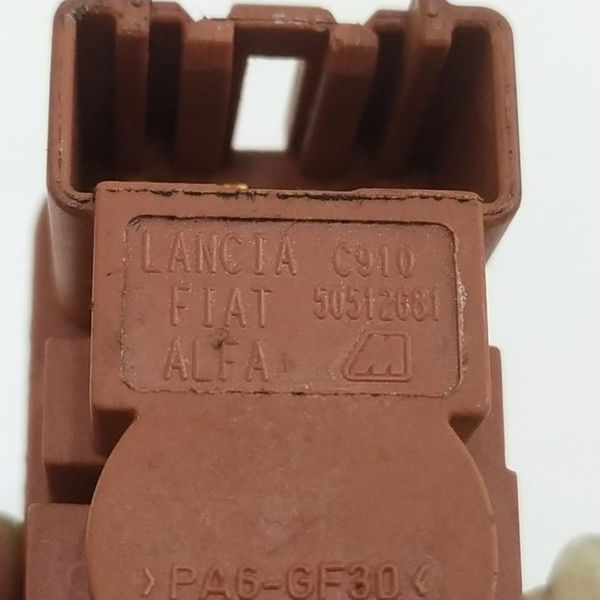 LANCIA C910
FIAT 50512681
ALFA M
>PA6-GF30<